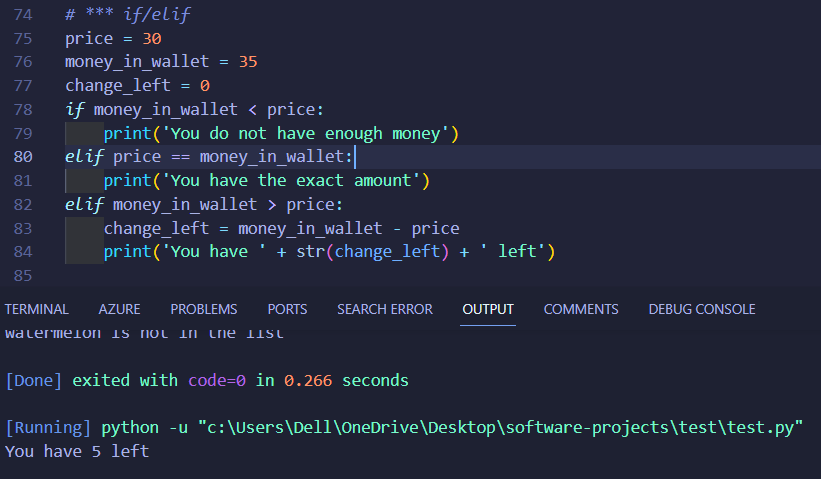 74 # *** if/elif
75 price = 30
76 money_in_wallet = 35
77 change_left = 0
78 if money_in_wallet < price:
79     print('You do not have enough money')
80 elif price == money_in_wallet:
81     print('You have the exact amount')
82 elif money_in_wallet > price:
83     change_left = money_in_wallet - price
84     print('You have ' + str(change_left) + ' left')
85
TERMINAL AZURE PROBLEMS PORTS SEARCH ERROR OUTPUT COMMENTS DEBUG CONSOLE
watermelon is not in the list
[Done] exited with code=0 in 0.266 seconds
[Running] python -u "c:\Users\Dell\OneDrive\Desktop\software-projects\test\test.py"
You have 5 left